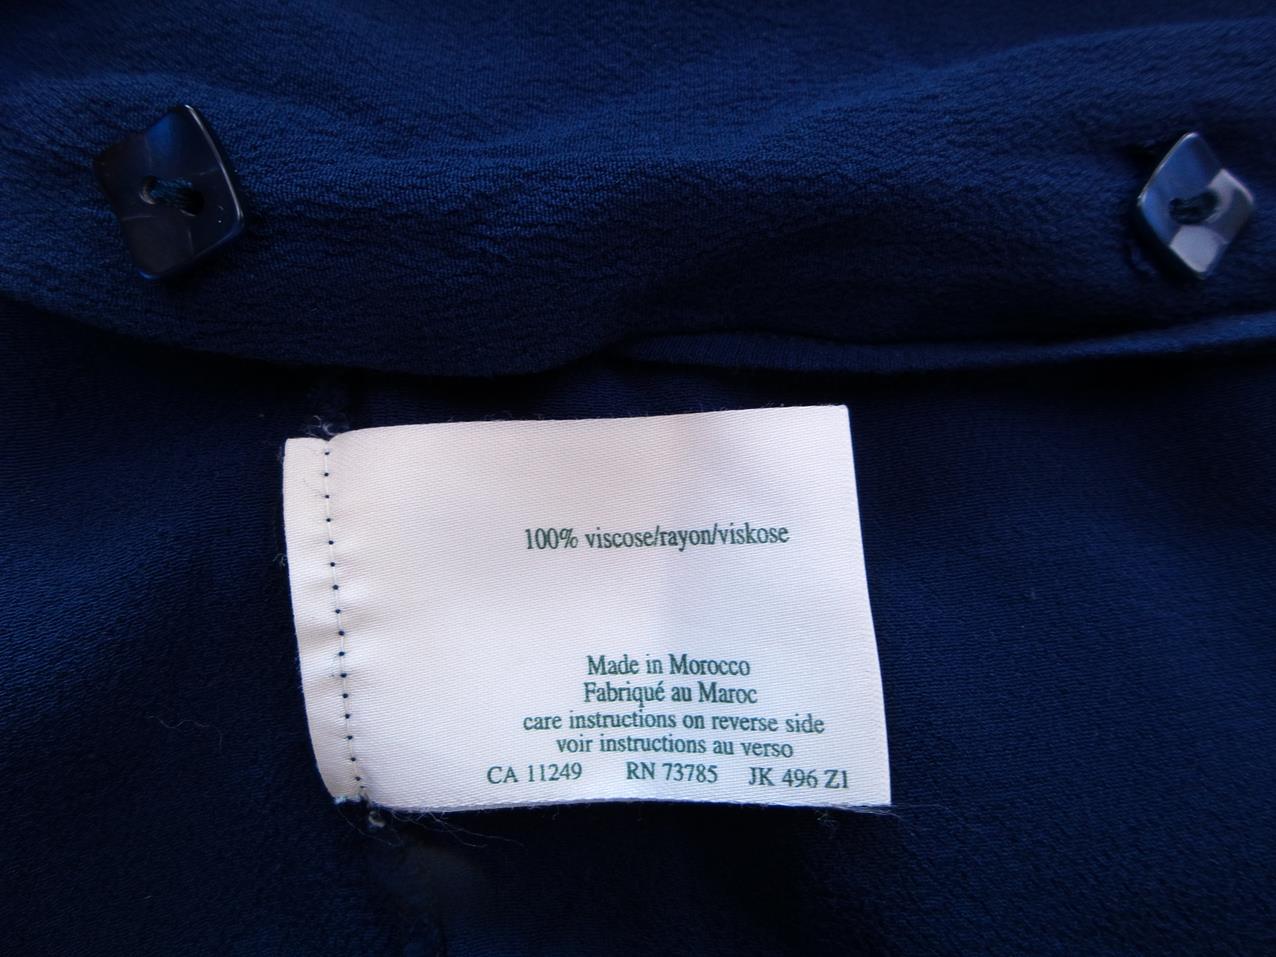 100% viscose/rayon/viskose
Made in Morocco
Fabriqué au Maroc
care instructions on reverse side
voir instructions au verso
CA 11249 RN 73785 JK 496 Z1